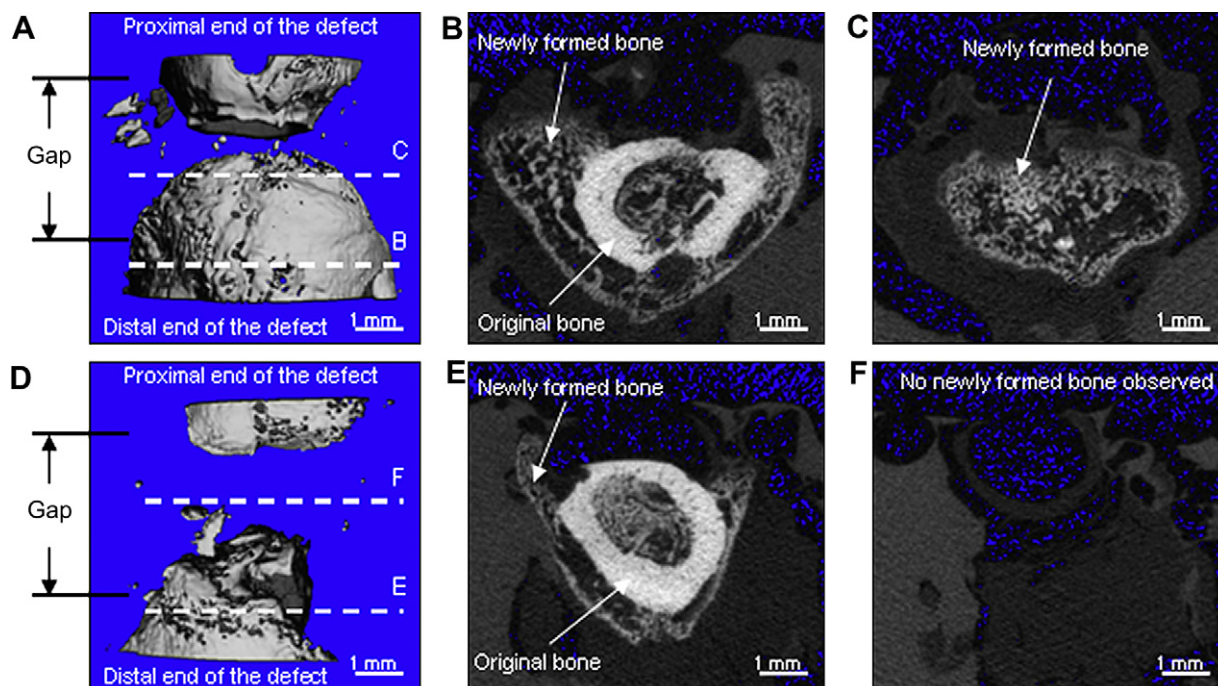 A
Proximal end of the defect
Gap
C
B
Distal end of the defect
1 mm
B
Newly formed bone
Original bone
1 mm
C
Newly formed bone
1 mm
D
Proximal end of the defect
Gap
F
E
Distal end of the defect
1 mm
E
Newly formed bone
Original bone
1 mm
F
No newly formed bone observed
1 mm